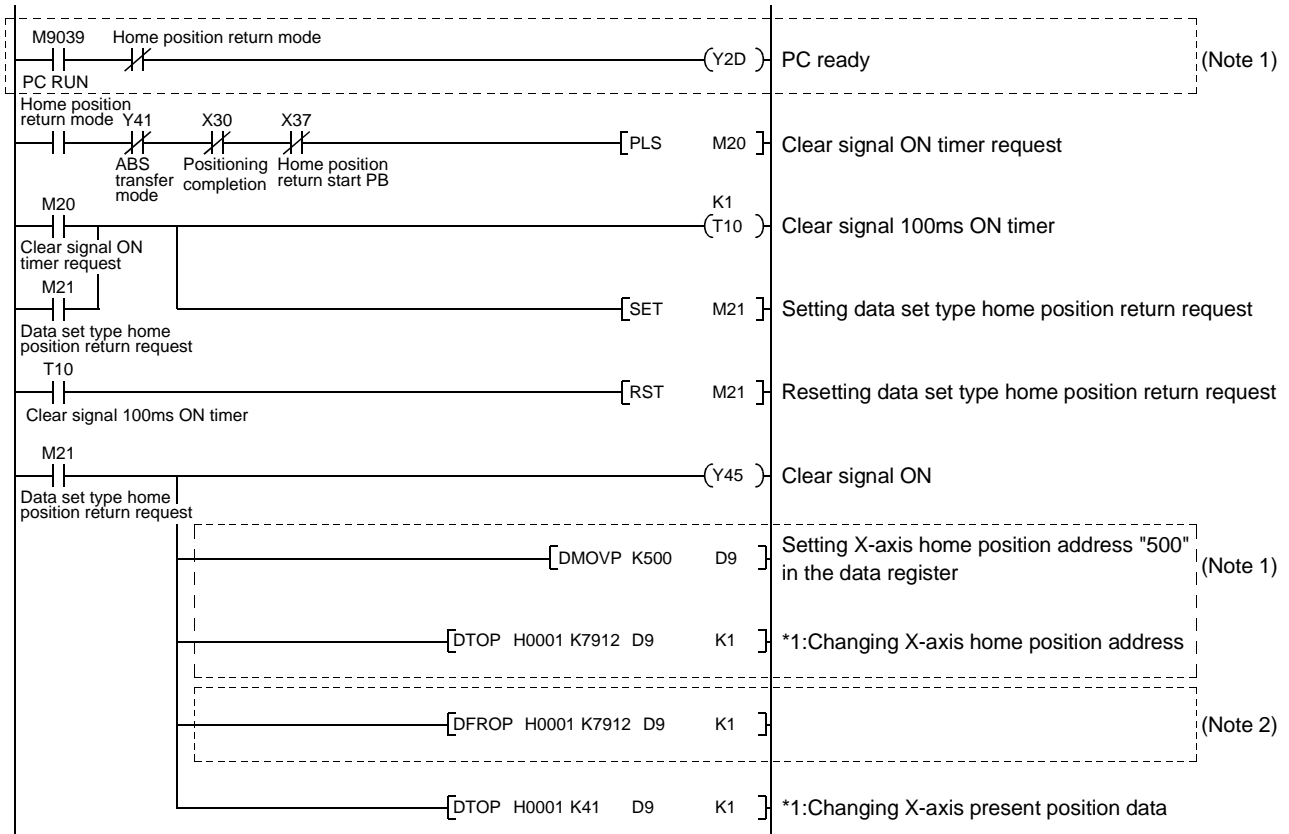 M9039 Home position return mode
(Y2D) PC ready (Note 1)
PC RUN
Home position
return mode Y41 X30 X37
[PLS M20] Clear signal ON timer request
ABS Positioning Home position
transfer completion return start PB
mode
M20 K1
(T10) Clear signal 100ms ON timer
Clear signal ON
timer request
M21
[SET M21] Setting data set type home position return request
Data set type home
position return request
T10
[RST M21] Resetting data set type home position return request
Clear signal 100ms ON timer
M21
(Y45) Clear signal ON
Data set type home
position return request
[DMOVP K500 D9] Setting X-axis home position address "500"
in the data register
(Note 1)
[DTOP H0001 K7912 D9 K1] *1:Changing X-axis home position address
[DFROP H0001 K7912 D9 K1] (Note 2)
[DTOP H0001 K41 D9 K1] *1:Changing X-axis present position data